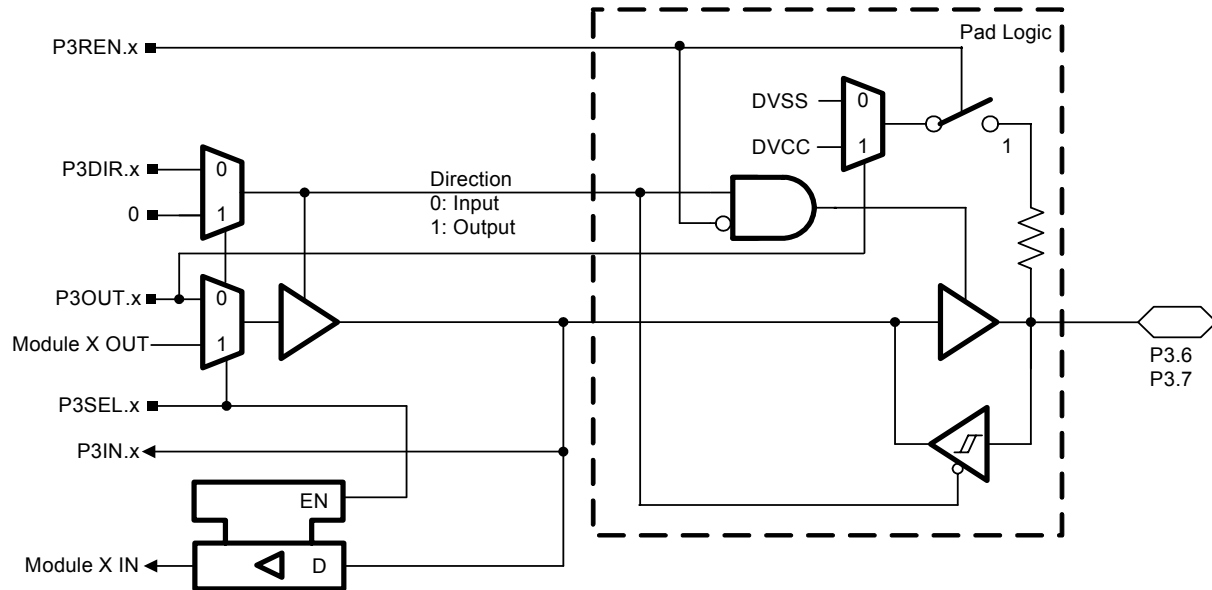 Pad Logic
P3REN.x
DVSS
0
DVCC
1
1
P3DIR.x
0
0
1
Direction
0: Input
1: Output
P3OUT.x
0
Module X OUT
1
P3.6
P3.7
P3SEL.x
P3IN.x
EN
Module X IN
D